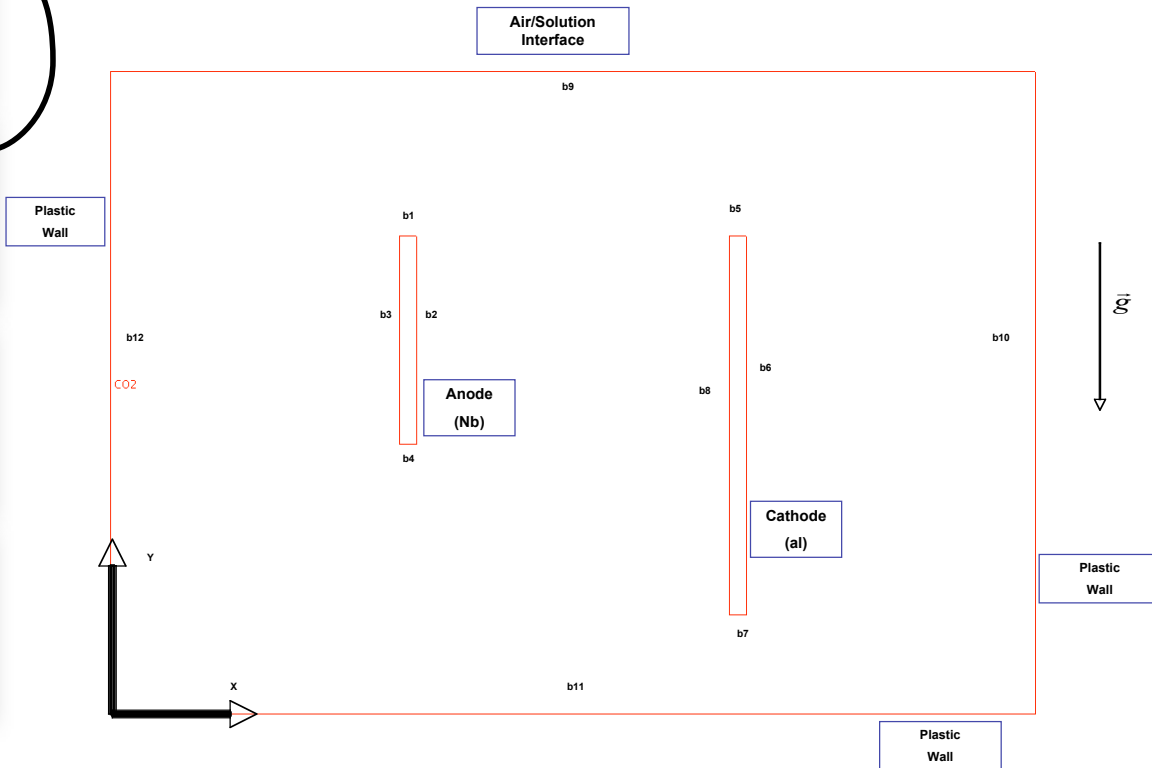 Air/Solution
Interface
b9
Plastic
Wall
b1
b5
b3
b2
b12
b10
g
b6
CO2
b8
Anode
(Nb)
b4
Cathode
(al)
Y
Plastic
Wall
b7
X
b11
Plastic
Wall